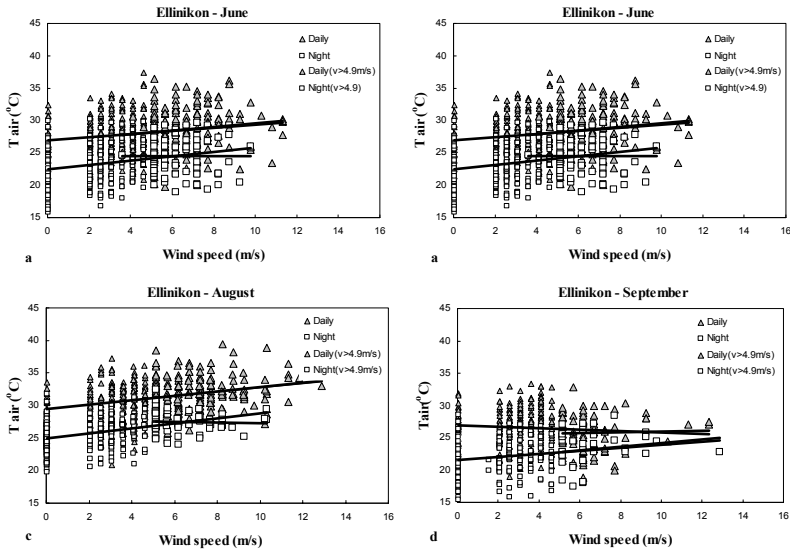 Ellinikon - June
T air (°C)
45
40
35
30
25
20
15
Daily
Night
Daily(v>4.9m/s)
Night(v>4.9)
0 2 4 6 8 10 12 14 16
a
Wind speed (m/s)
Ellinikon - June
T air (°C)
45
40
35
30
25
20
15
Daily
Night
Daily(v>4.9m/s)
Night(v>4.9)
0 2 4 6 8 10 12 14 16
a
Wind speed (m/s)
Ellinikon - August
T air (°C)
45
40
35
30
25
20
15
Daily
Night
Daily(v>4.9m/s)
Night(v>4.9m/s)
0 2 4 6 8 10 12 14 16
c
Wind speed (m/s)
Ellinikon - September
Tair(°C)
45
40
35
30
25
20
15
Daily
Night
Daily(v>4.9m/s)
Night(v>4.9m/s)
0 2 4 6 8 10 12 14 16
d
Wind speed (m/s)